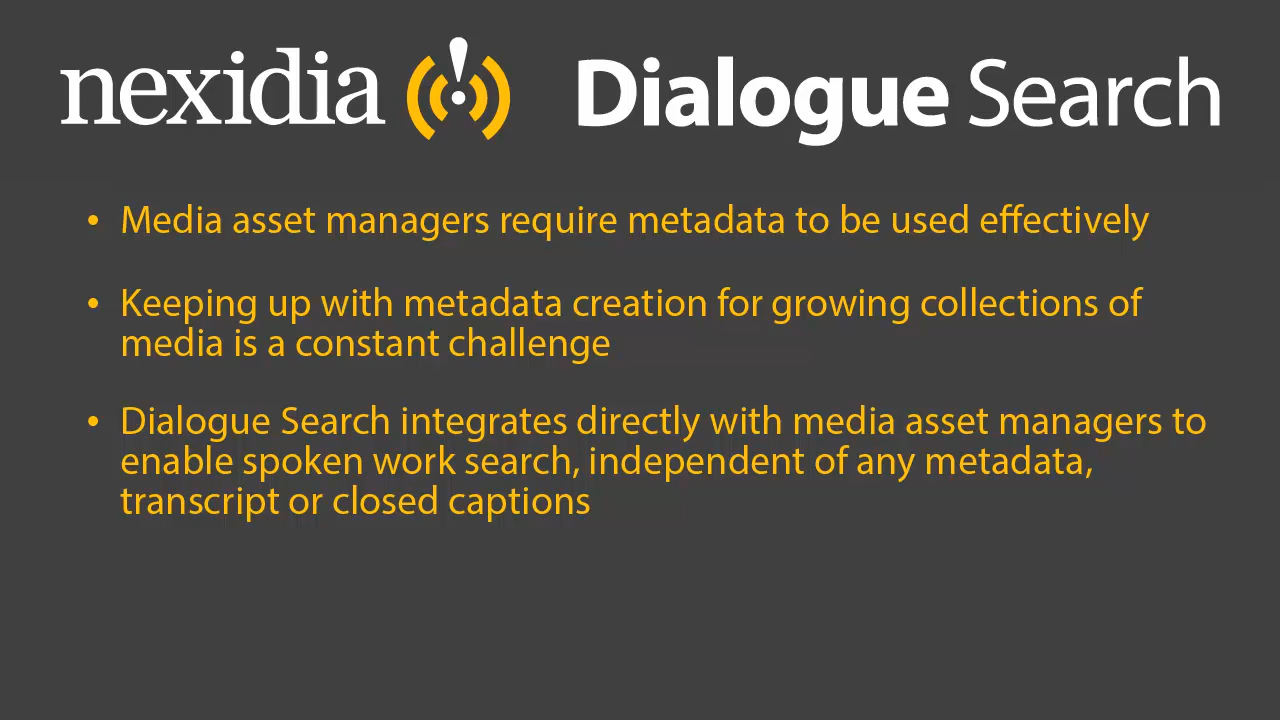 nexidia Dialogue Search
• Media asset managers require metadata to be used effectively
• Keeping up with metadata creation for growing collections of
media is a constant challenge
• Dialogue Search integrates directly with media asset managers to
enable spoken work search, independent of any metadata,
transcript or closed captions